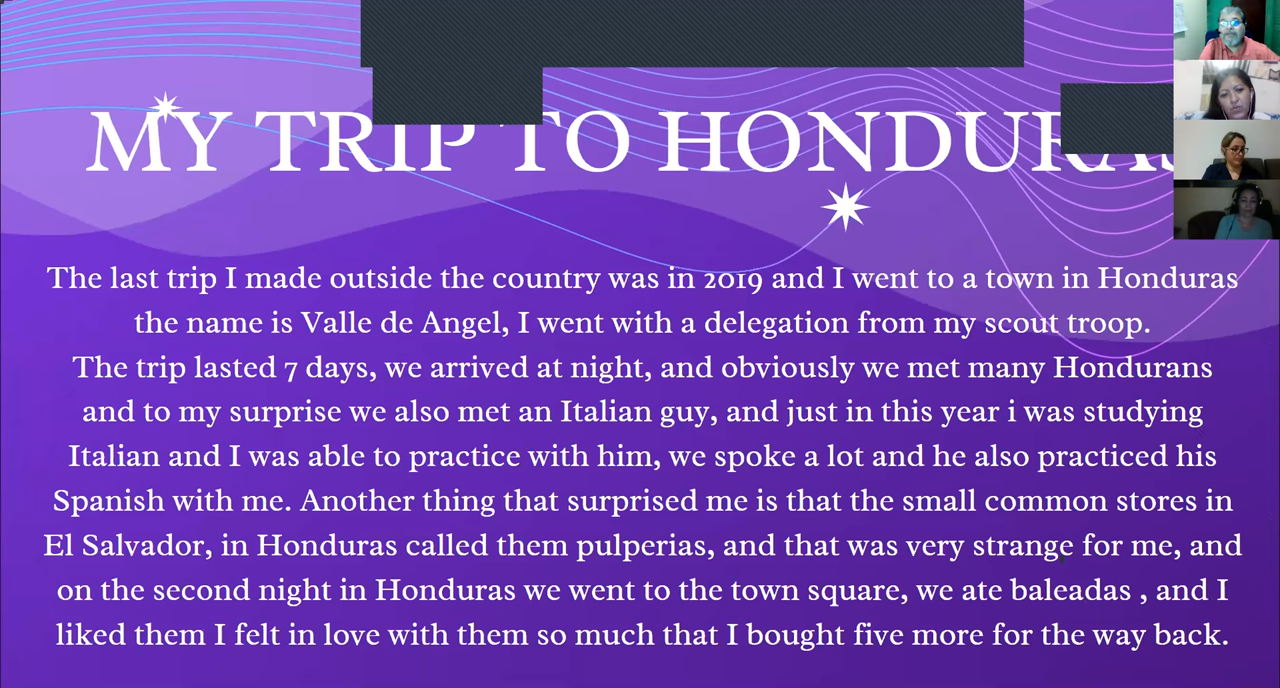 MY TRIP TO HONDURAS
The last trip I made outside the country was in 2019 and I went to a town in Honduras
the name is Valle de Angel, I went with a delegation from my scout troop.
The trip lasted 7 days, we arrived at night, and obviously we met many Hondurans
and to my surprise we also met an Italian guy, and just in this year i was studying
Italian and I was able to practice with him, we spoke a lot and he also practiced his
Spanish with me. Another thing that surprised me is that the small common stores in
El Salvador, in Honduras called them pulperias, and that was very strange for me, and
on the second night in Honduras we went to the town square, we ate baleadas , and I
liked them I felt in love with them so much that I bought five more for the way back.